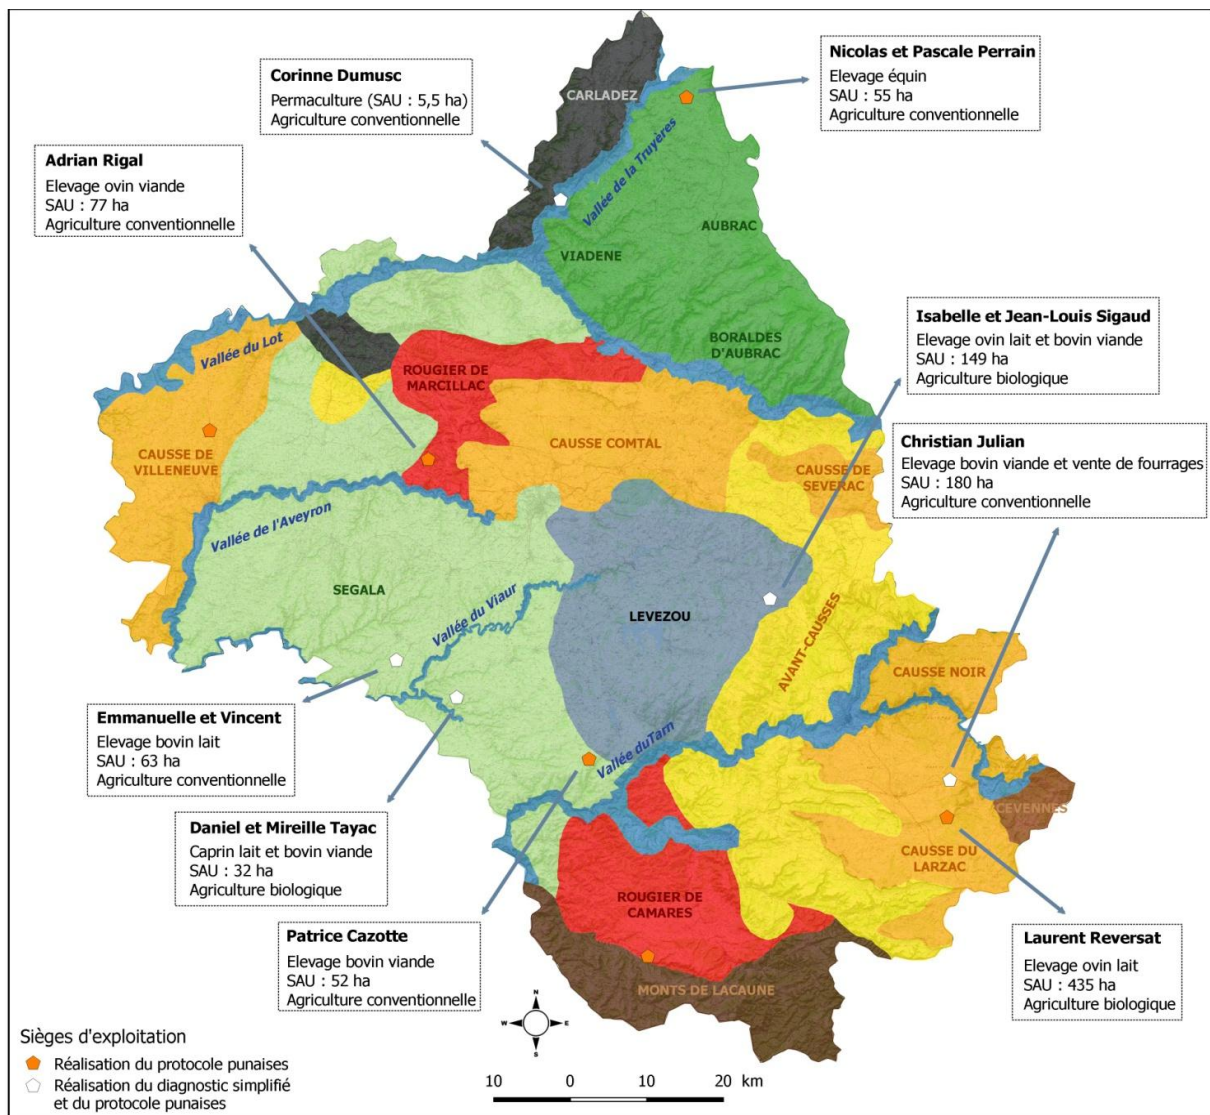 Nicolas et Pascale Perrain
Elevage équin
SAU : 55 ha
Agriculture conventionnelle
Corinne Dumusc
Permaculture (SAU : 5,5 ha)
Agriculture conventionnelle
CARLADEZ
Adrian Rigal
Elevage ovin viande
SAU : 77 ha
Agriculture conventionnelle
Vallée de la Truyères
AUBRAC
VIADENE
BORALDES
D'AUBRAC
Isabelle et Jean-Louis Sigaud
Elevage ovin lait et bovin viande
SAU : 149 ha
Agriculture biologique
Vallée du Lot
ROUGIER DE
MARCILLAC
CAUSSE COMTAL
CAUSSE DE
VILLENEUVE
CAUSSE DE
SEVERAC
Christian Julian
Elevage bovin viande et vente de fourrages
SAU : 180 ha
Agriculture conventionnelle
Vallée de l'Aveyron
SEGALA
Vallée du Viaur
LEVEZOU
AVANT-CAUSSES
CAUSSE NOIR
Emmanuelle et Vincent
Elevage bovin lait
SAU : 63 ha
Agriculture conventionnelle
Vallée duTarn
CEVENNES
Daniel et Mireille Tayac
Caprin lait et bovin viande
SAU : 32 ha
Agriculture biologique
CAUSSE DU
LARZAC
ROUGIER DE
CAMARES
Patrice Cazotte
Elevage bovin viande
SAU : 52 ha
Agriculture conventionnelle
Laurent Reversat
Elevage ovin lait
SAU : 435 ha
Agriculture biologique
MONTS DE LACAUNE
N
W E
S
Sièges d'exploitation
Réalisation du protocole punaises
Réalisation du diagnostic simplifié
et du protocole punaises
10 0 10 20 km